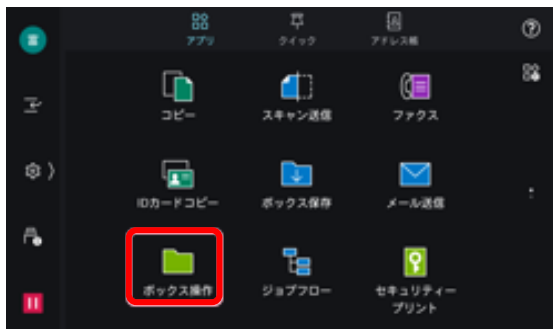 アプリ
クイック
アドレス帳
コピー
スキャン送信
ファクス
IDカードコピー
ボックス保存
メール送信
ボックス操作
ジョブフロー
セキュリティー
プリント